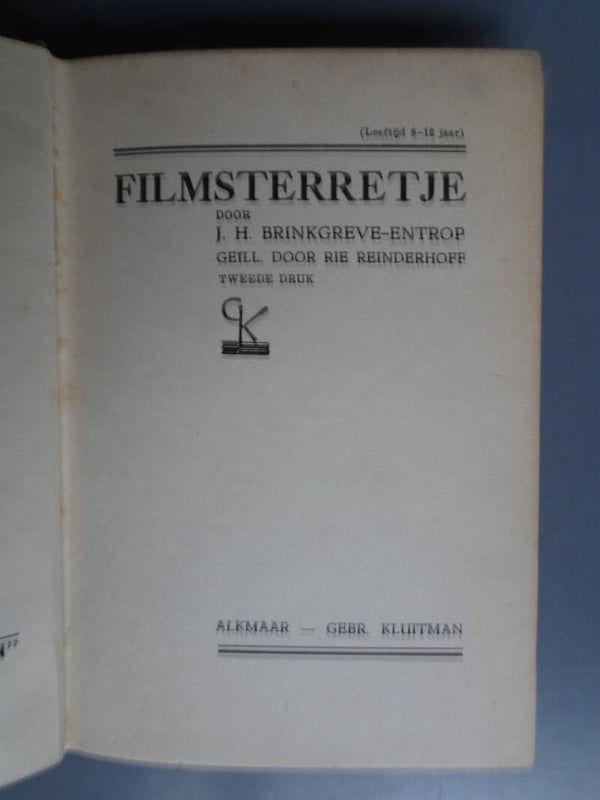 (Leeftijd 8-12 jaar)
FILMSTERRETJE
DOOR
J. H. BRINKGREVE-ENTROP
GEILL. DOOR RIE REINDERHOFF
TWEEDE DRUK
GK
ALKMAAR — GEBR. KLUITMAN